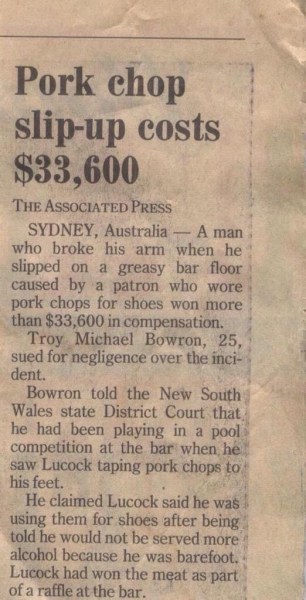 Pork chop
slip-up costs
$33,600
THE ASSOCIATED PRESS
SYDNEY, Australia — A man
who broke his arm when he
slipped on a greasy bar floor
caused by a patron who wore
pork chops for shoes won more
than $33,600 in compensation.
Troy Michael Bowron, 25,
sued for negligence over the inci-
dent.
Bowron told the New South
Wales state District Court that
he had been playing in a pool
competition at the bar when he
saw Lucock taping pork chops to
his feet.
He claimed Lucock said he was
using them for shoes after being
told he would not be served more
alcohol because he was barefoot.
Lucock had won the meat as part
of a raffle at the bar.